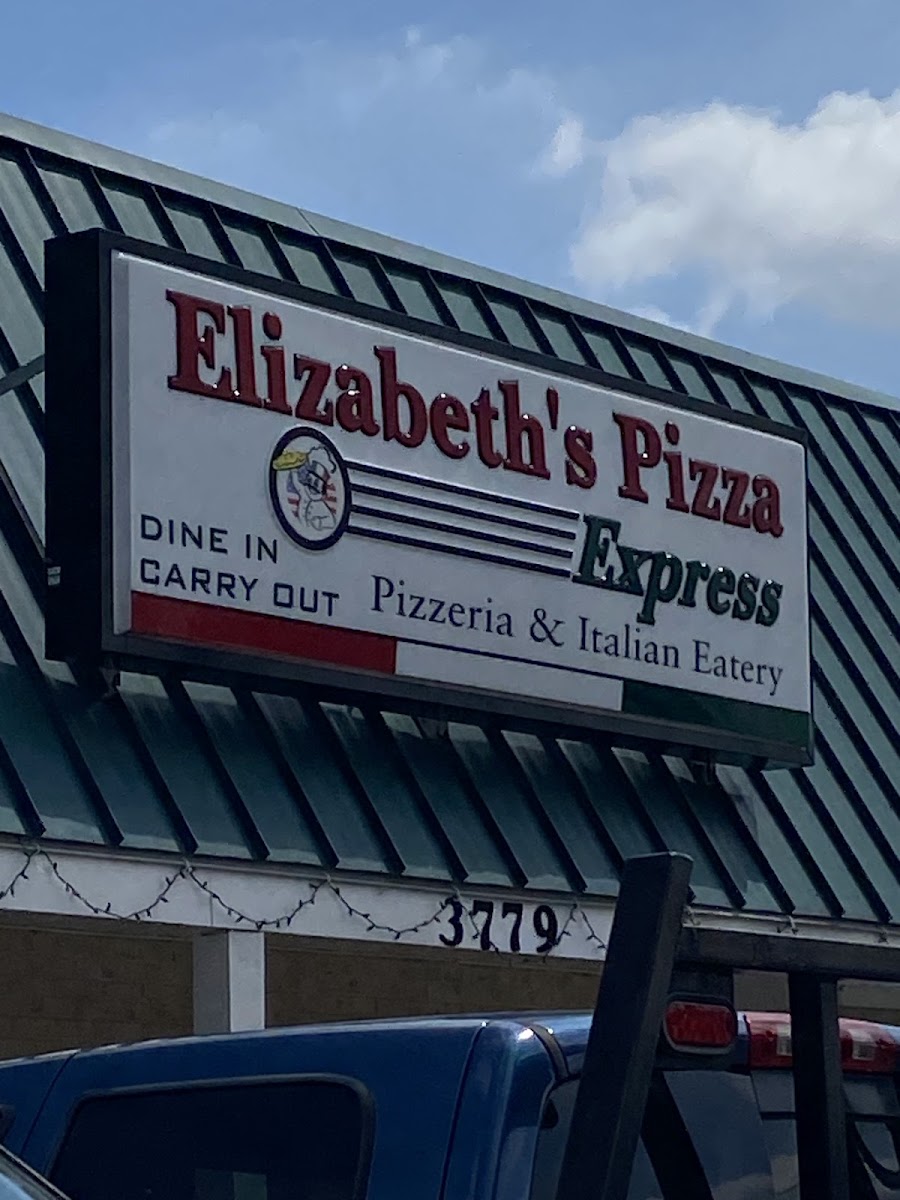 Elizabeth's Pizza
Express
DINE IN
CARRY OUT
Pizzeria & Italian Eatery
3779